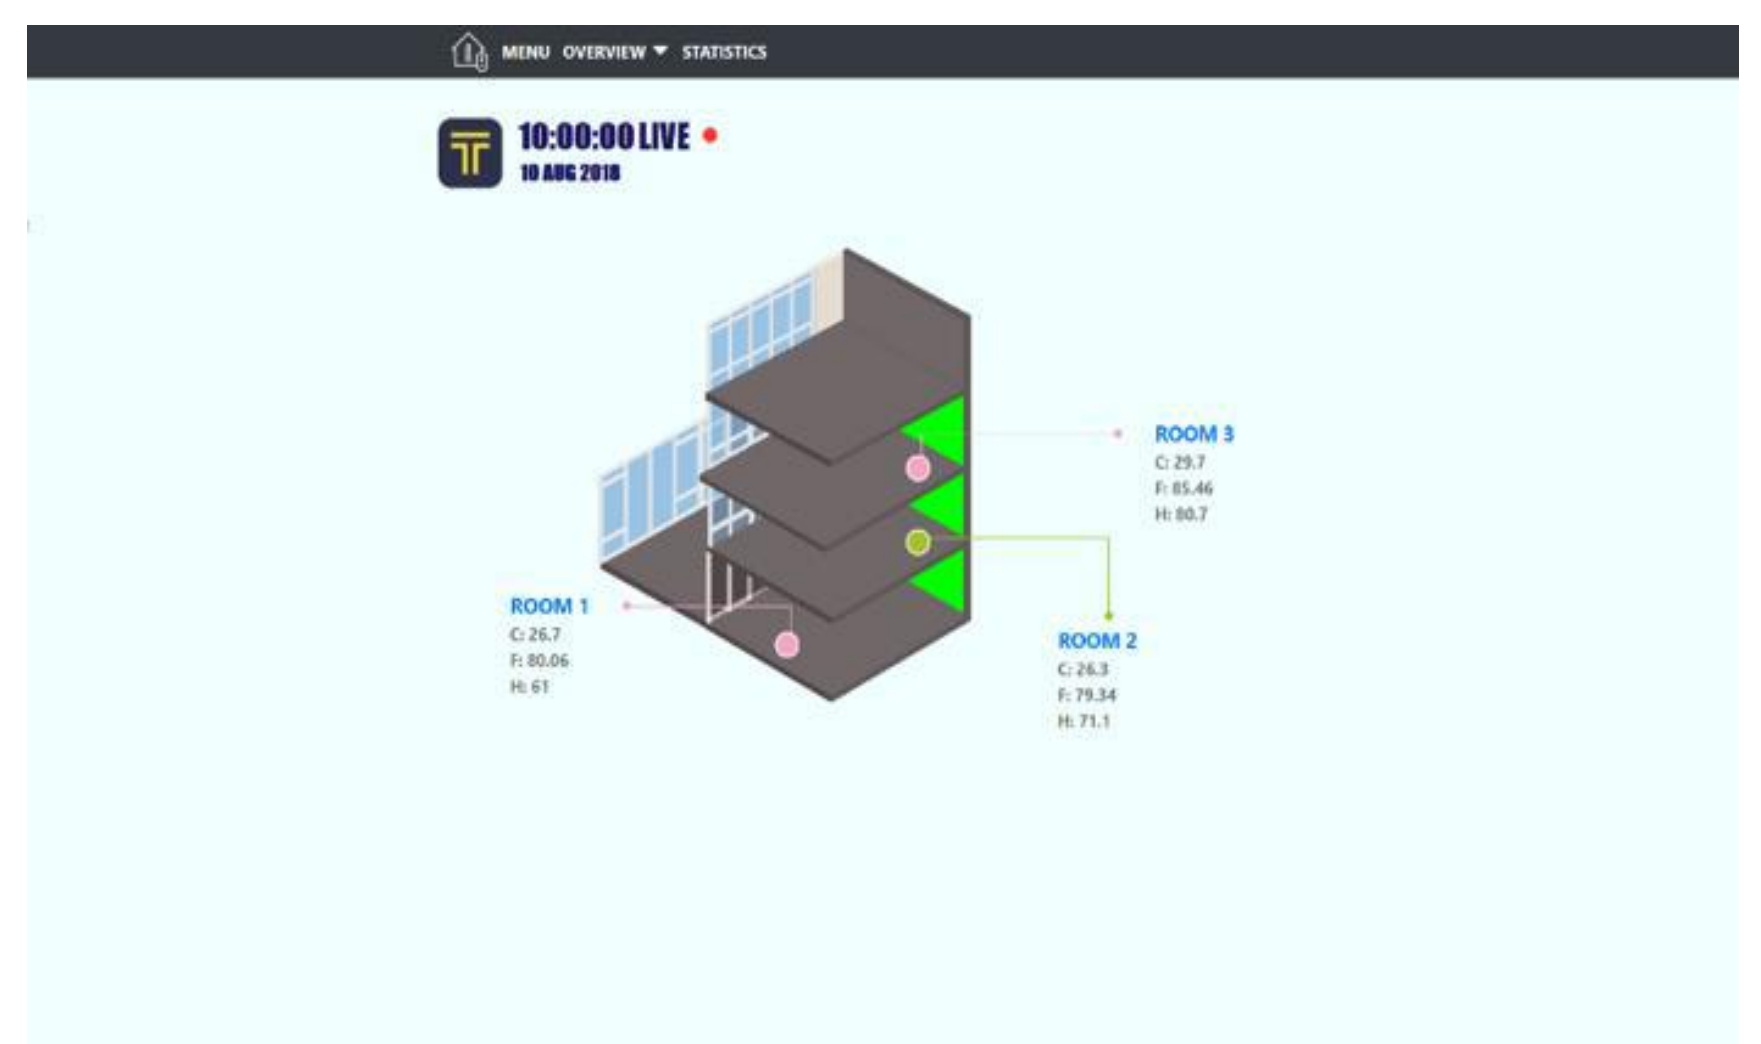 MENU OVERVIEW STATISTICS
10:00:00 LIVE
10 AUG 2018
ROOM 3
C: 29.7
F: 85.46
H: 80.7
ROOM 1
C: 26.7
F: 80.06
H: 61
ROOM 2
C: 26.3
F: 79.34
H: 71.1